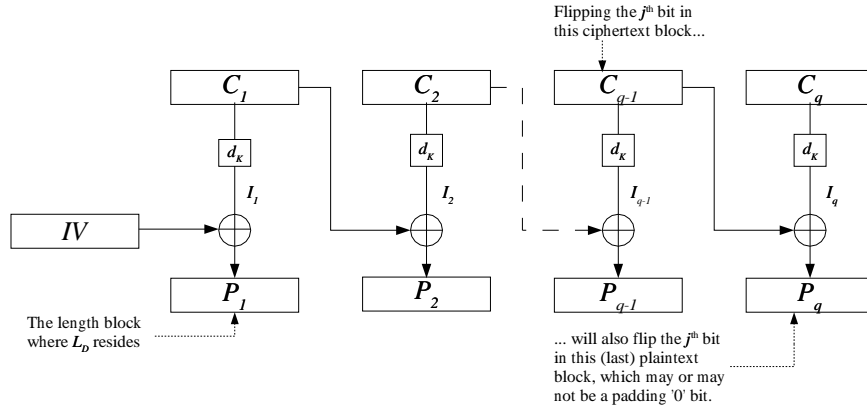 Flipping the jth bit in
this ciphertext block...
C1 C2 Cq-1 Cq
dK dK dK dK
I1 I2 Iq-1 Iq
IV
P1 P2 Pq-1 Pq
The length block
where LD resides
... will also flip the jth bit
in this (last) plaintext
block, which may or may
not be a padding '0' bit.